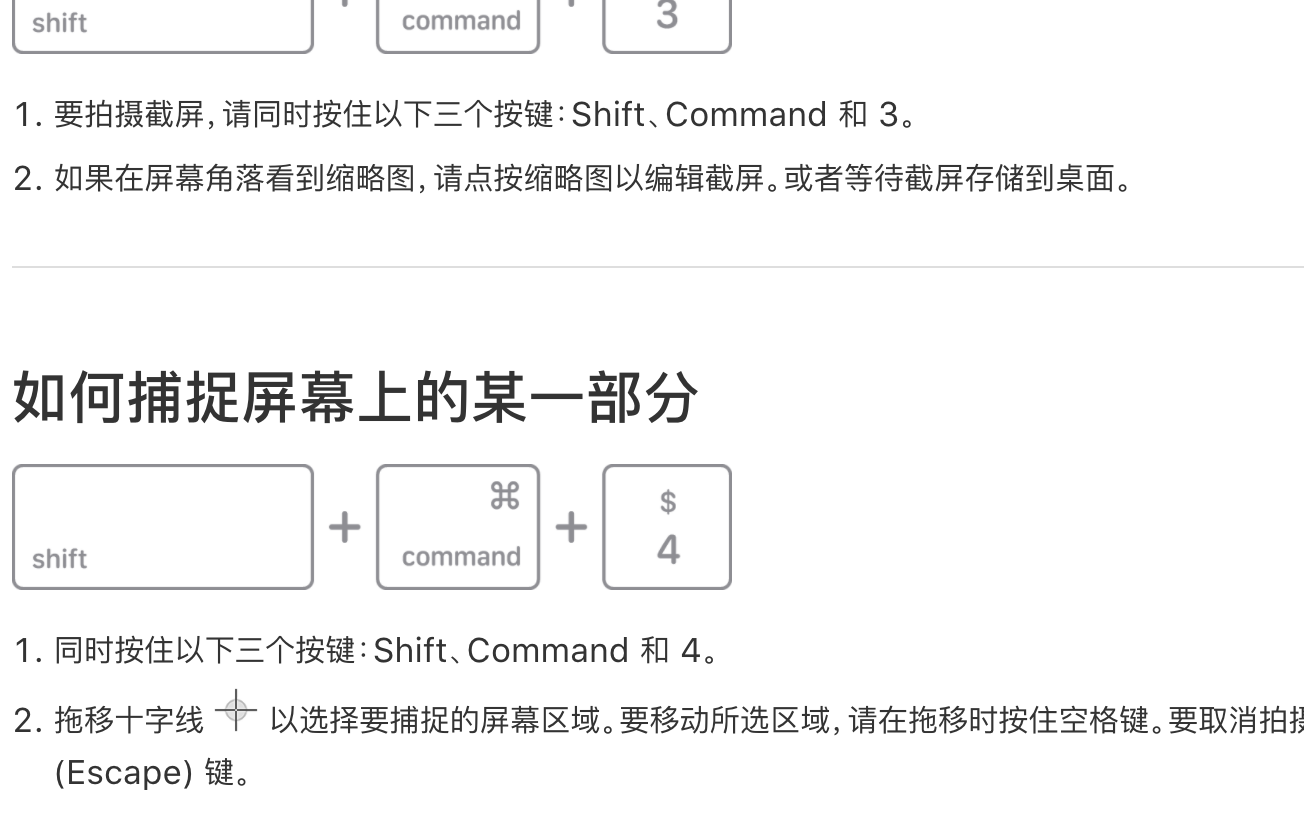 shift + command + 3
1. 要拍摄截屏，请同时按住以下三个按键：Shift、Command 和 3。
2. 如果在屏幕角落看到缩略图，请点按缩略图以编辑截屏。或者等待截屏存储到桌面。
如何捕捉屏幕上的某一部分
⌘ $
shift + command + 4
1. 同时按住以下三个按键：Shift、Command 和 4。
2. 拖移十字线 以选择要捕捉的屏幕区域。要移动所选区域，请在拖移时按住空格键。要取消拍
(Escape) 键。